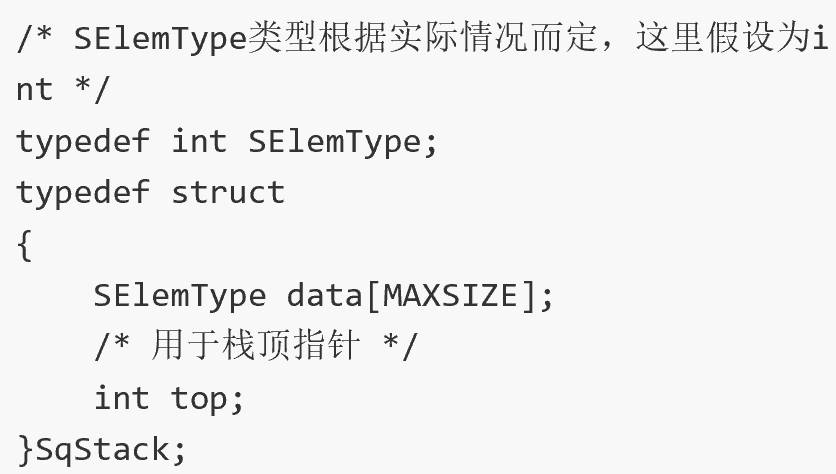 /* SElemType类型根据实际情况而定，这里假设为i
nt */
typedef int SElemType;
typedef struct
{
    SElemType data[MAXSIZE];
    /* 用于栈顶指针 */
    int top;
}SqStack;